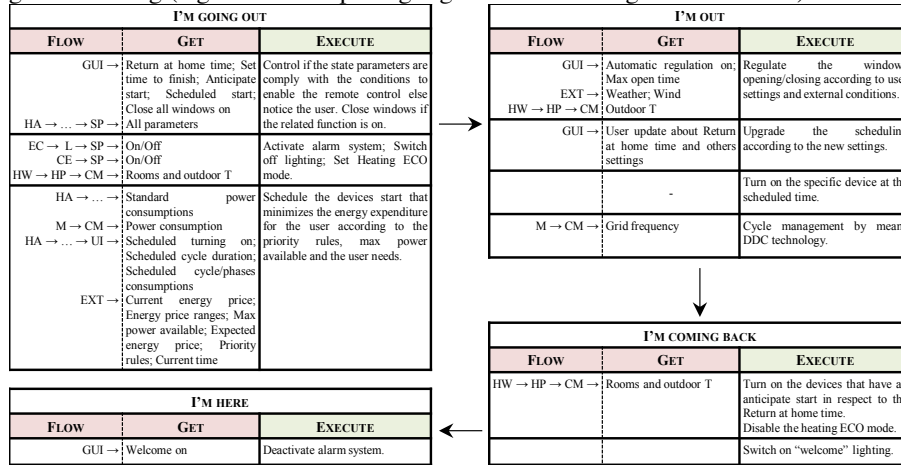 I'M GOING OUT
FLOW GET EXECUTE
GUI → Return at home time; Set
time to finish; Anticipate
start; Scheduled start;
Close all windows on
HA → … → SP → All parameters
Control if the state parameters are
comply with the conditions to
enable the remote control else
notice the user. Close windows if
the related function is on.
EC → L → SP → On/Off
CE → SP → On/Off
HW → HP → CM → Rooms and outdoor T
Activate alarm system; Switch
off lighting; Set Heating ECO
mode.
HA → … → Standard power
consumptions
M → CM → Power consumption
HA → … → UI → Scheduled turning on;
Scheduled cycle duration;
Scheduled cycle/phases
consumptions
EXT → Current energy price;
Energy price ranges; Max
power available; Expected
energy price; Priority
rules; Current time
Schedule the devices start that
minimizes the energy expenditure
for the user according to the
priority rules, max power
available and the user needs.
I'M OUT
FLOW GET EXECUTE
GUI → Automatic regulation on;
Max open time
EXT → Weather; Wind
HW → HP → CM Outdoor T
Regulate the window
opening/closing according to use
settings and external conditions.
GUI → User update about Return
at home time and others
settings
Upgrade the schedulin
according to the new settings.
-
Turn on the specific device at th
scheduled time.
M → CM → Grid frequency
Cycle management by mean
DDC technology.
I'M COMING BACK
FLOW GET EXECUTE
HW → HP → CM → Rooms and outdoor T
Turn on the devices that have a
anticipate start in respect to th
Return at home time.
Disable the heating ECO mode.
Switch on “welcome” lighting.
I'M HERE
FLOW GET EXECUTE
GUI → Welcome on Deactivate alarm system.